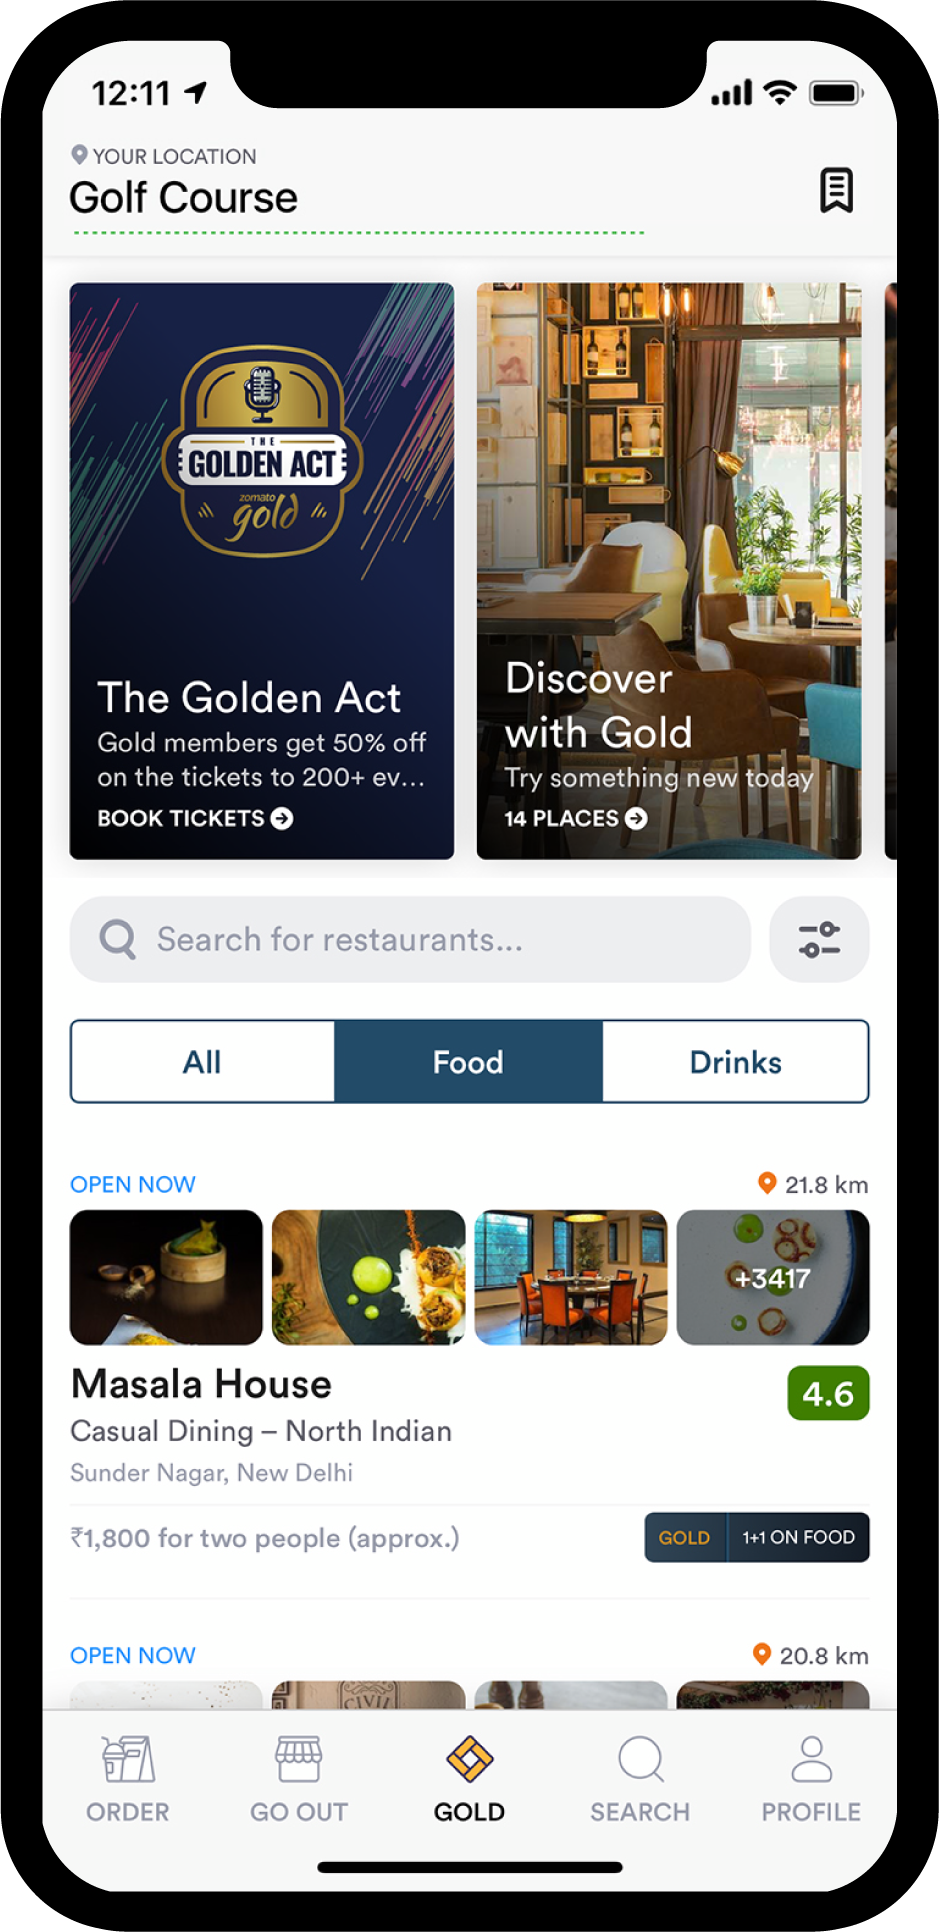 12:11
YOUR LOCATION
Golf Course
THE
GOLDEN ACT
zomato
gold
The Golden Act
Gold members get 50% off
on the tickets to 200+ ev...
BOOK TICKETS
Discover
with Gold
Try something new today
14 PLACES
Search for restaurants...
All
Food
Drinks
OPEN NOW
21.8 km
+3417
Masala House
4.6
Casual Dining – North Indian
Sunder Nagar, New Delhi
₹1,800 for two people (approx.)
GOLD
1+1 ON FOOD
OPEN NOW
20.8 km
CIVIL
ORDER
GO OUT
GOLD
SEARCH
PROFILE